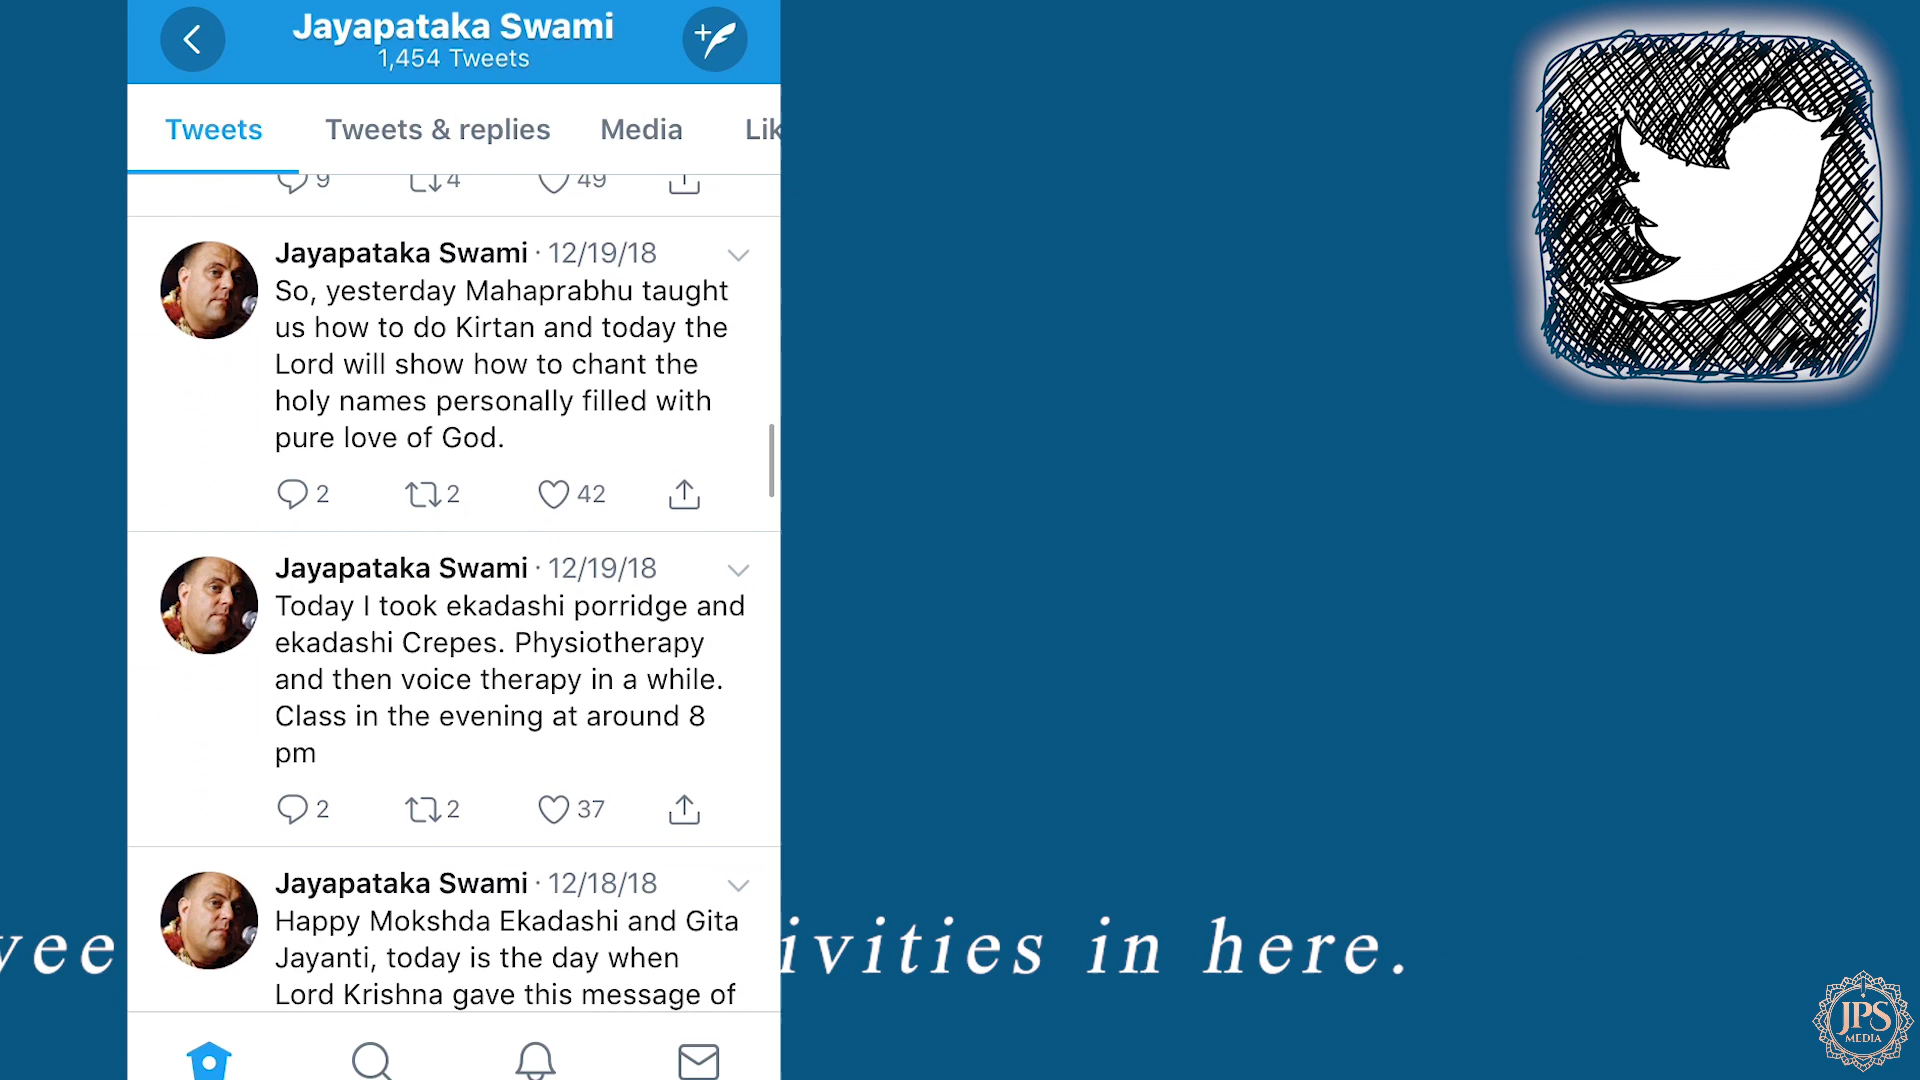 Jayapataka Swami
1,454 Tweets
Tweets Tweets & replies Media Lik
9 4 49
Jayapataka Swami · 12/19/18
So, yesterday Mahaprabhu taught
us how to do Kirtan and today the
Lord will show how to chant the
holy names personally filled with
pure love of God.
2 2 42
Jayapataka Swami · 12/19/18
Today I took ekadashi porridge and
ekadashi Crepes. Physiotherapy
and then voice therapy in a while.
Class in the evening at around 8
pm
2 2 37
Jayapataka Swami · 12/18/18
Happy Mokshda Ekadashi and Gita
Jayanti, today is the day when
Lord Krishna gave this message of
vee ivities in here.
JPS
MEDIA